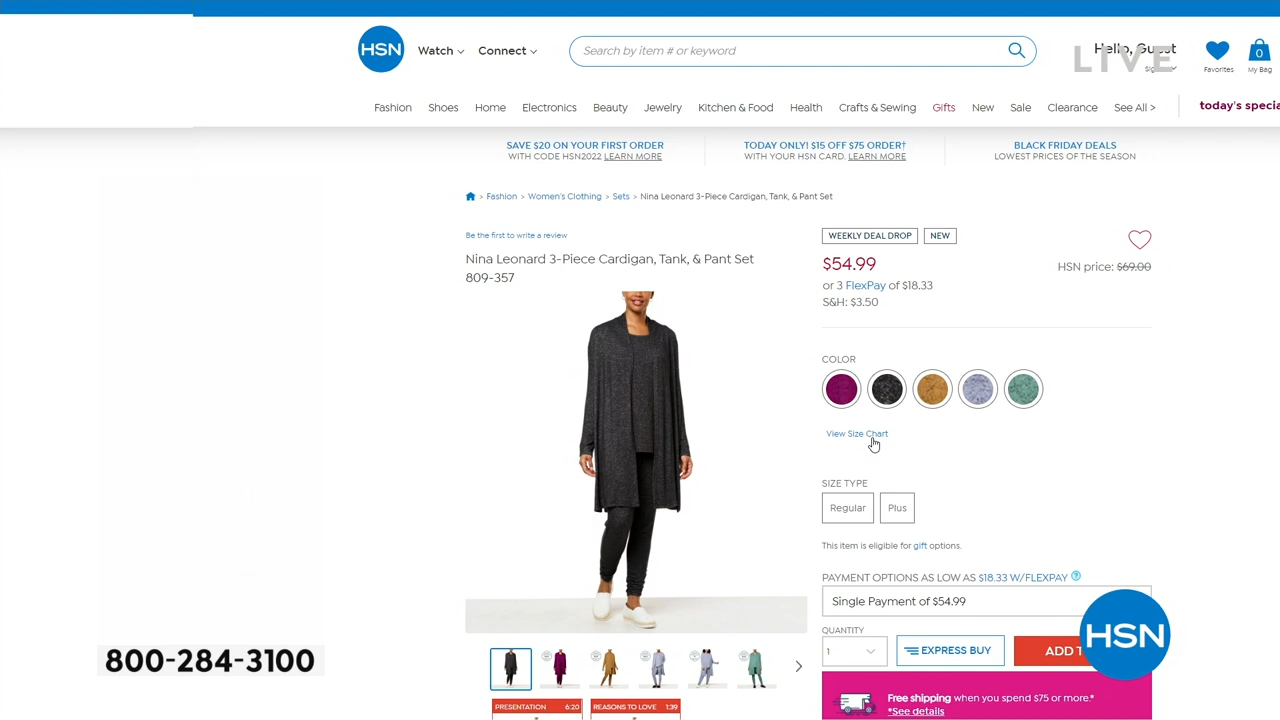 HSN
Watch
Connect
Search by item # or keyword
Hello, Guest
LIVE
Favorites
0
My Bag
Fashion
Shoes
Home
Electronics
Beauty
Jewelry
Kitchen & Food
Health
Crafts & Sewing
Gifts
New
Sale
Clearance
See All >
today's specia
SAVE $20 ON YOUR FIRST ORDER
WITH CODE HSN2022 LEARN MORE
TODAY ONLY! $15 OFF $75 ORDER†
WITH YOUR HSN CARD. LEARN MORE
BLACK FRIDAY DEALS
LOWEST PRICES OF THE SEASON
> Fashion > Women's Clothing > Sets > Nina Leonard 3-Piece Cardigan, Tank, & Pant Set
Be the first to write a review
Nina Leonard 3-Piece Cardigan, Tank, & Pant Set
809-357
WEEKLY DEAL DROP
NEW
$54.99
HSN price: $69.00
or 3 FlexPay of $18.33
S&H: $3.50
COLOR
View Size Chart
SIZE TYPE
Regular
Plus
This item is eligible for gift options.
PAYMENT OPTIONS AS LOW AS $18.33 W/FLEXPAY ?
Single Payment of $54.99
QUANTITY
1
EXPRESS BUY
ADD T
HSN
Free shipping when you spend $75 or more.*
*See details
PRESENTATION 6:20
REASONS TO LOVE 1:39
800-284-3100